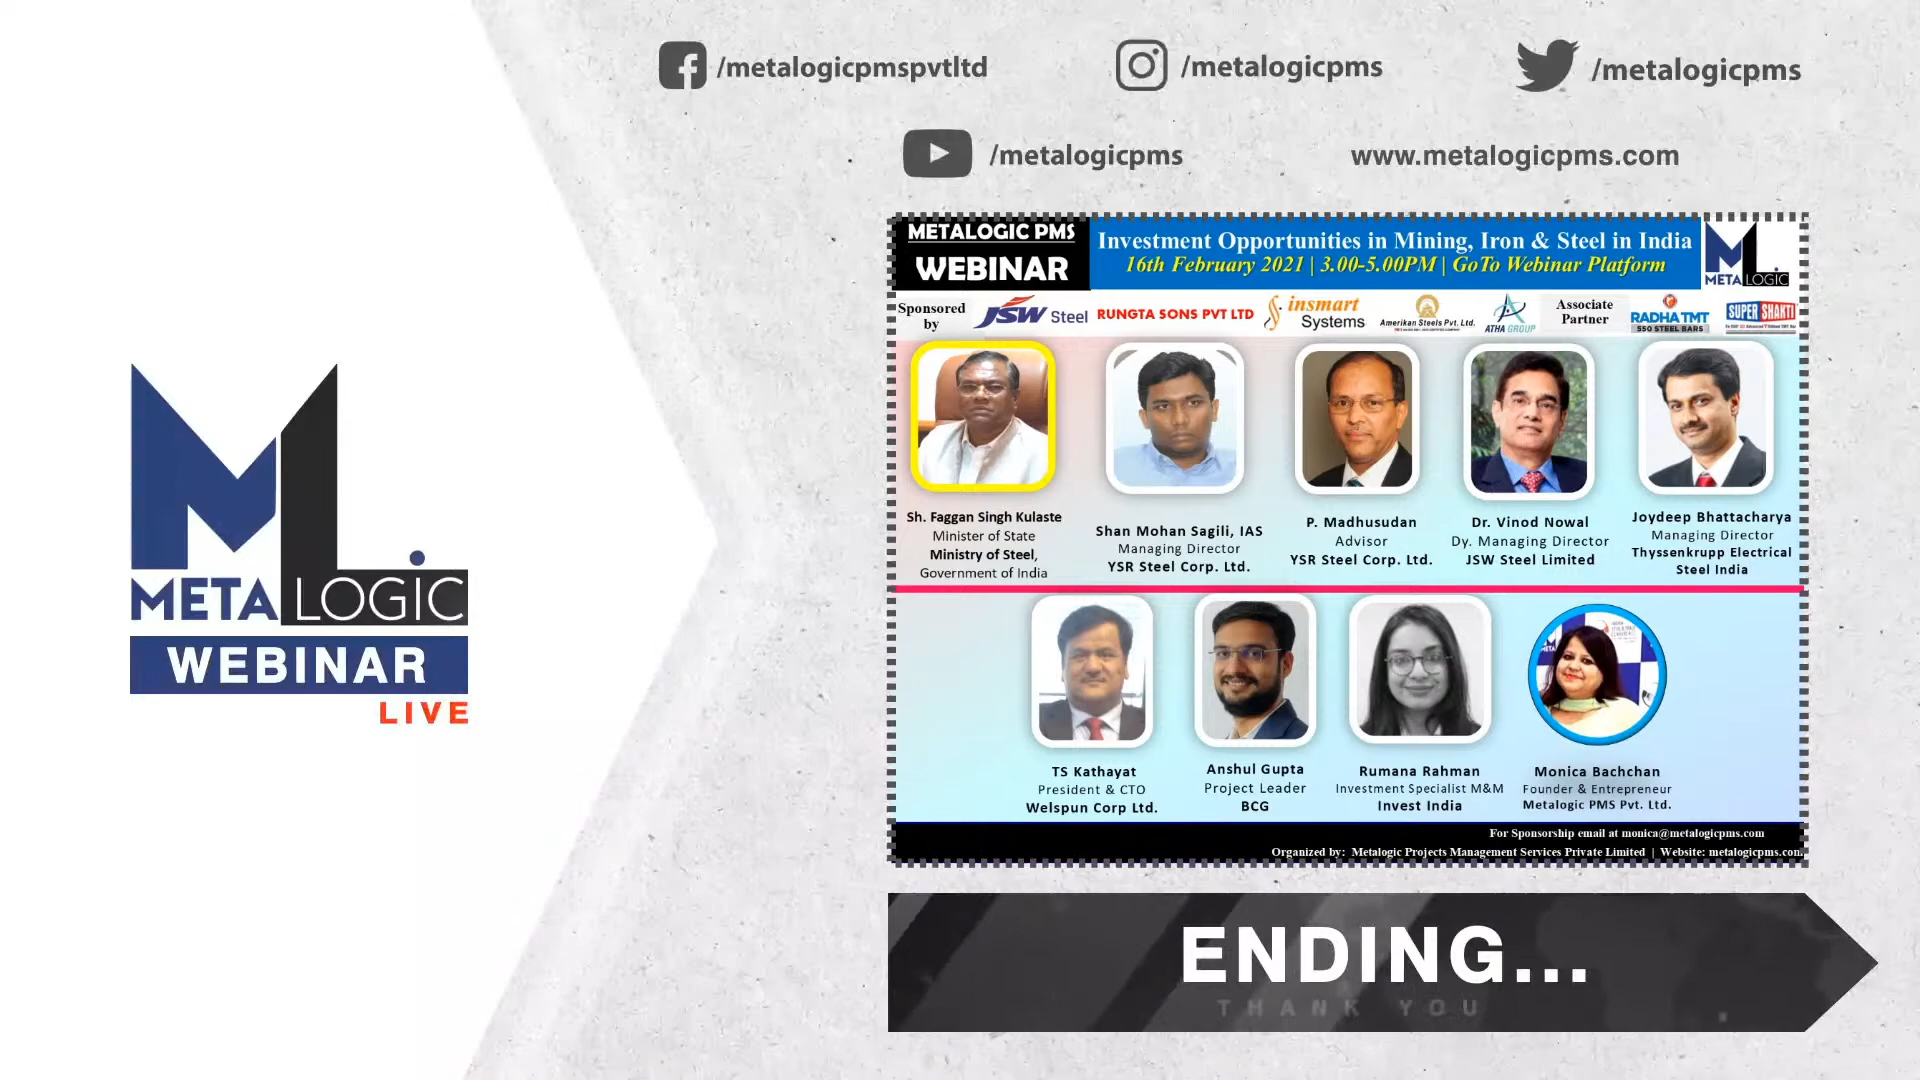 /metalogicpmspvtltd
/metalogicpms
/metalogicpms
/metalogicpms
www.metalogicpms.com
ML
META LOGIC
WEBINAR
LIVE
METALOGIC PMS
WEBINAR
Investment Opportunities in Mining, Iron & Steel in India
16th February 2021 | 3.00-5.00PM | GoTo Webinar Platform
ML
META LOGIC
Sponsored
by
JSW Steel
RUNGTA SONS PVT LTD
insmart
Systems
Amerikan Steels Pvt. Ltd.
ATHA GROUP
Associate
Partner
RADHA TMT
550 STEEL BARS
SUPER SHAKTI
Sh. Faggan Singh Kulaste
Minister of State
Ministry of Steel,
Government of India
Shan Mohan Sagili, IAS
Managing Director
YSR Steel Corp. Ltd.
P. Madhusudan
Advisor
YSR Steel Corp. Ltd.
Dr. Vinod Nowal
Dy. Managing Director
JSW Steel Limited
Joydeep Bhattacharya
Managing Director
Thyssenkrupp Electrical
Steel India
TS Kathayat
President & CTO
Welspun Corp Ltd.
Anshul Gupta
Project Leader
BCG
Rumana Rahman
Investment Specialist M&M
Invest India
Monica Bachchan
Founder & Entrepreneur
Metalogic PMS Pvt. Ltd.
For Sponsorship email at monica@metalogicpms.com
Organized by: Metalogic Projects Management Services Private Limited | Website: metalogicpms.com
ENDING...
THANK YOU